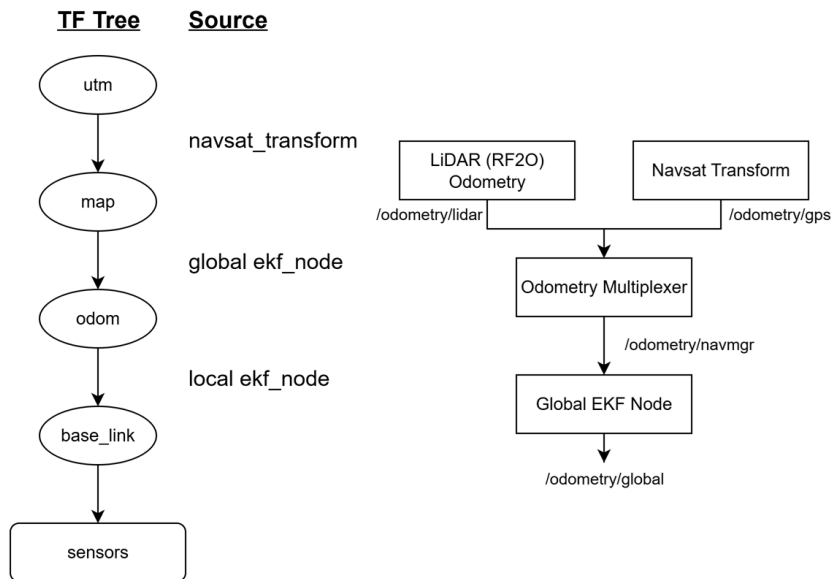 TF Tree
Source
utm
navsat_transform
map
global ekf_node
odom
local ekf_node
base_link
sensors
LiDAR (RF2O)
Odometry
Navsat Transform
/odometry/lidar
/odometry/gps
Odometry Multiplexer
/odometry/navmgr
Global EKF Node
/odometry/global